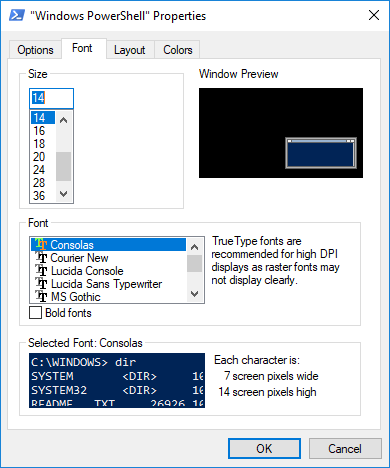 "Windows PowerShell" Properties
Options
Font
Layout
Colors
Size
Window Preview
14
14
16
18
20
24
28
36
Font
Consolas
Courier New
Lucida Console
Lucida Sans Typewriter
MS Gothic
TrueType fonts are
recommended for high DPI
displays as raster fonts may
not display clearly.
Bold fonts
Selected Font: Consolas
C:\WINDOWS> dir
SYSTEM <DIR> 10
SYSTEM32 <DIR> 10
README TXT 26926 10
Each character is:
7 screen pixels wide
14 screen pixels high
OK
Cancel